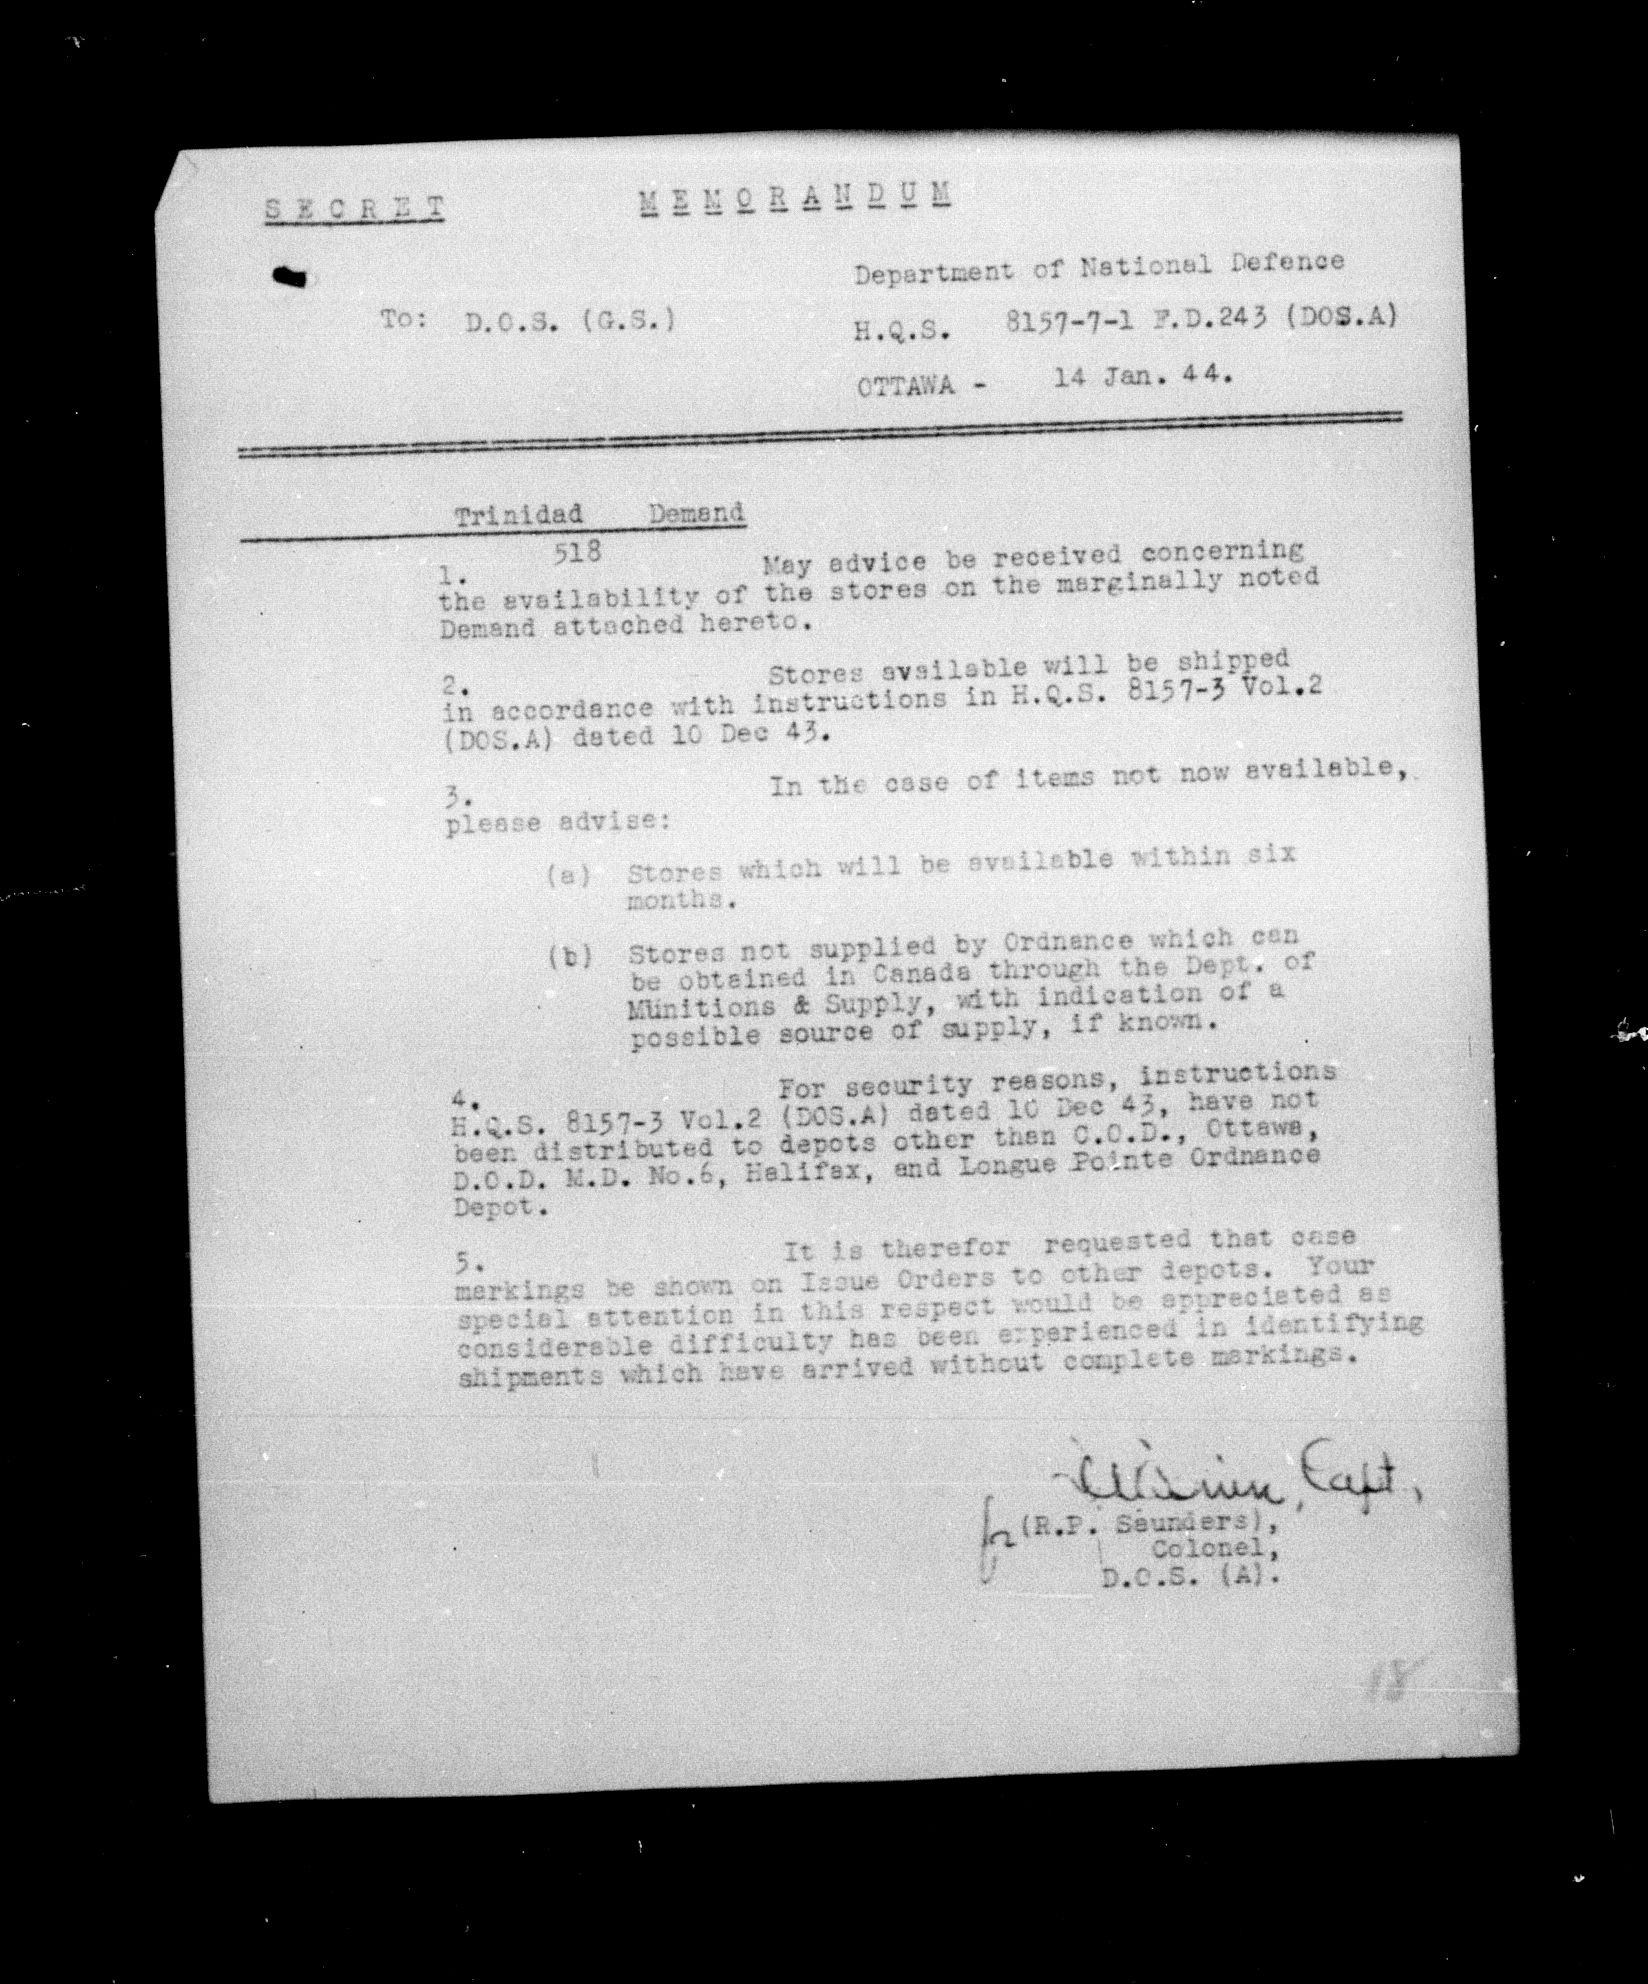 SECRET MEMORANDUM
Department of National Defence
To: D.O.S. (G.S.)
H.Q.S. 8157-7-1 F.D.243 (DOS.A)
OTTAWA - 14 Jan. 44.
Trinidad Demand
518
1. May advice be received concerning
the availability of the stores on the marginally noted
Demand attached hereto.
2. Stores available will be shipped
in accordance with instructions in H.Q.S. 8157-3 Vol.2
(DOS.A) dated 10 Dec 43.
3. In the case of items not now available,
please advise:
(a) Stores which will be available within six
months.
(b) Stores not supplied by Ordnance which can
be obtained in Canada through the Dept. of
Munitions & Supply, with indication of a
possible source of supply, if known.
4. For security reasons, instructions
H.Q.S. 8157-3 Vol.2 (DOS.A) dated 10 Dec 43, have not
been distributed to depots other than C.O.D., Ottawa,
D.O.D. M.D. No.6, Halifax, and Longue Pointe Ordnance
Depot.
5. It is therefor requested that case
markings be shown on Issue Orders to other depots. Your
special attention in this respect would be appreciated as
considerable difficulty has been experienced in identifying
shipments which have arrived without complete markings.
Capt,
for (R.P. Saunders),
Colonel,
D.O.S. (A).
18